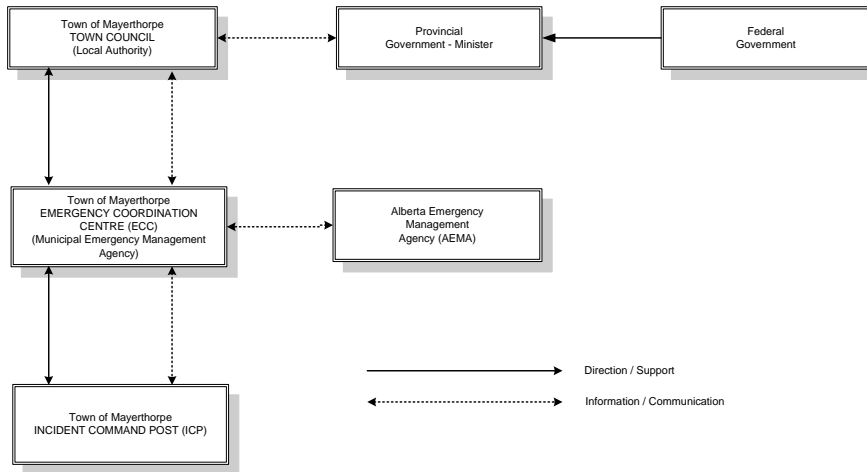 Town of Mayerthorpe
TOWN COUNCIL
(Local Authority)
Provincial
Government - Minister
Federal
Government
Town of Mayerthorpe
EMERGENCY COORDINATION
CENTRE (ECC)
(Municipal Emergency Management
Agency)
Alberta Emergency
Management
Agency (AEMA)
Direction / Support
Information / Communication
Town of Mayerthorpe
INCIDENT COMMAND POST (ICP)